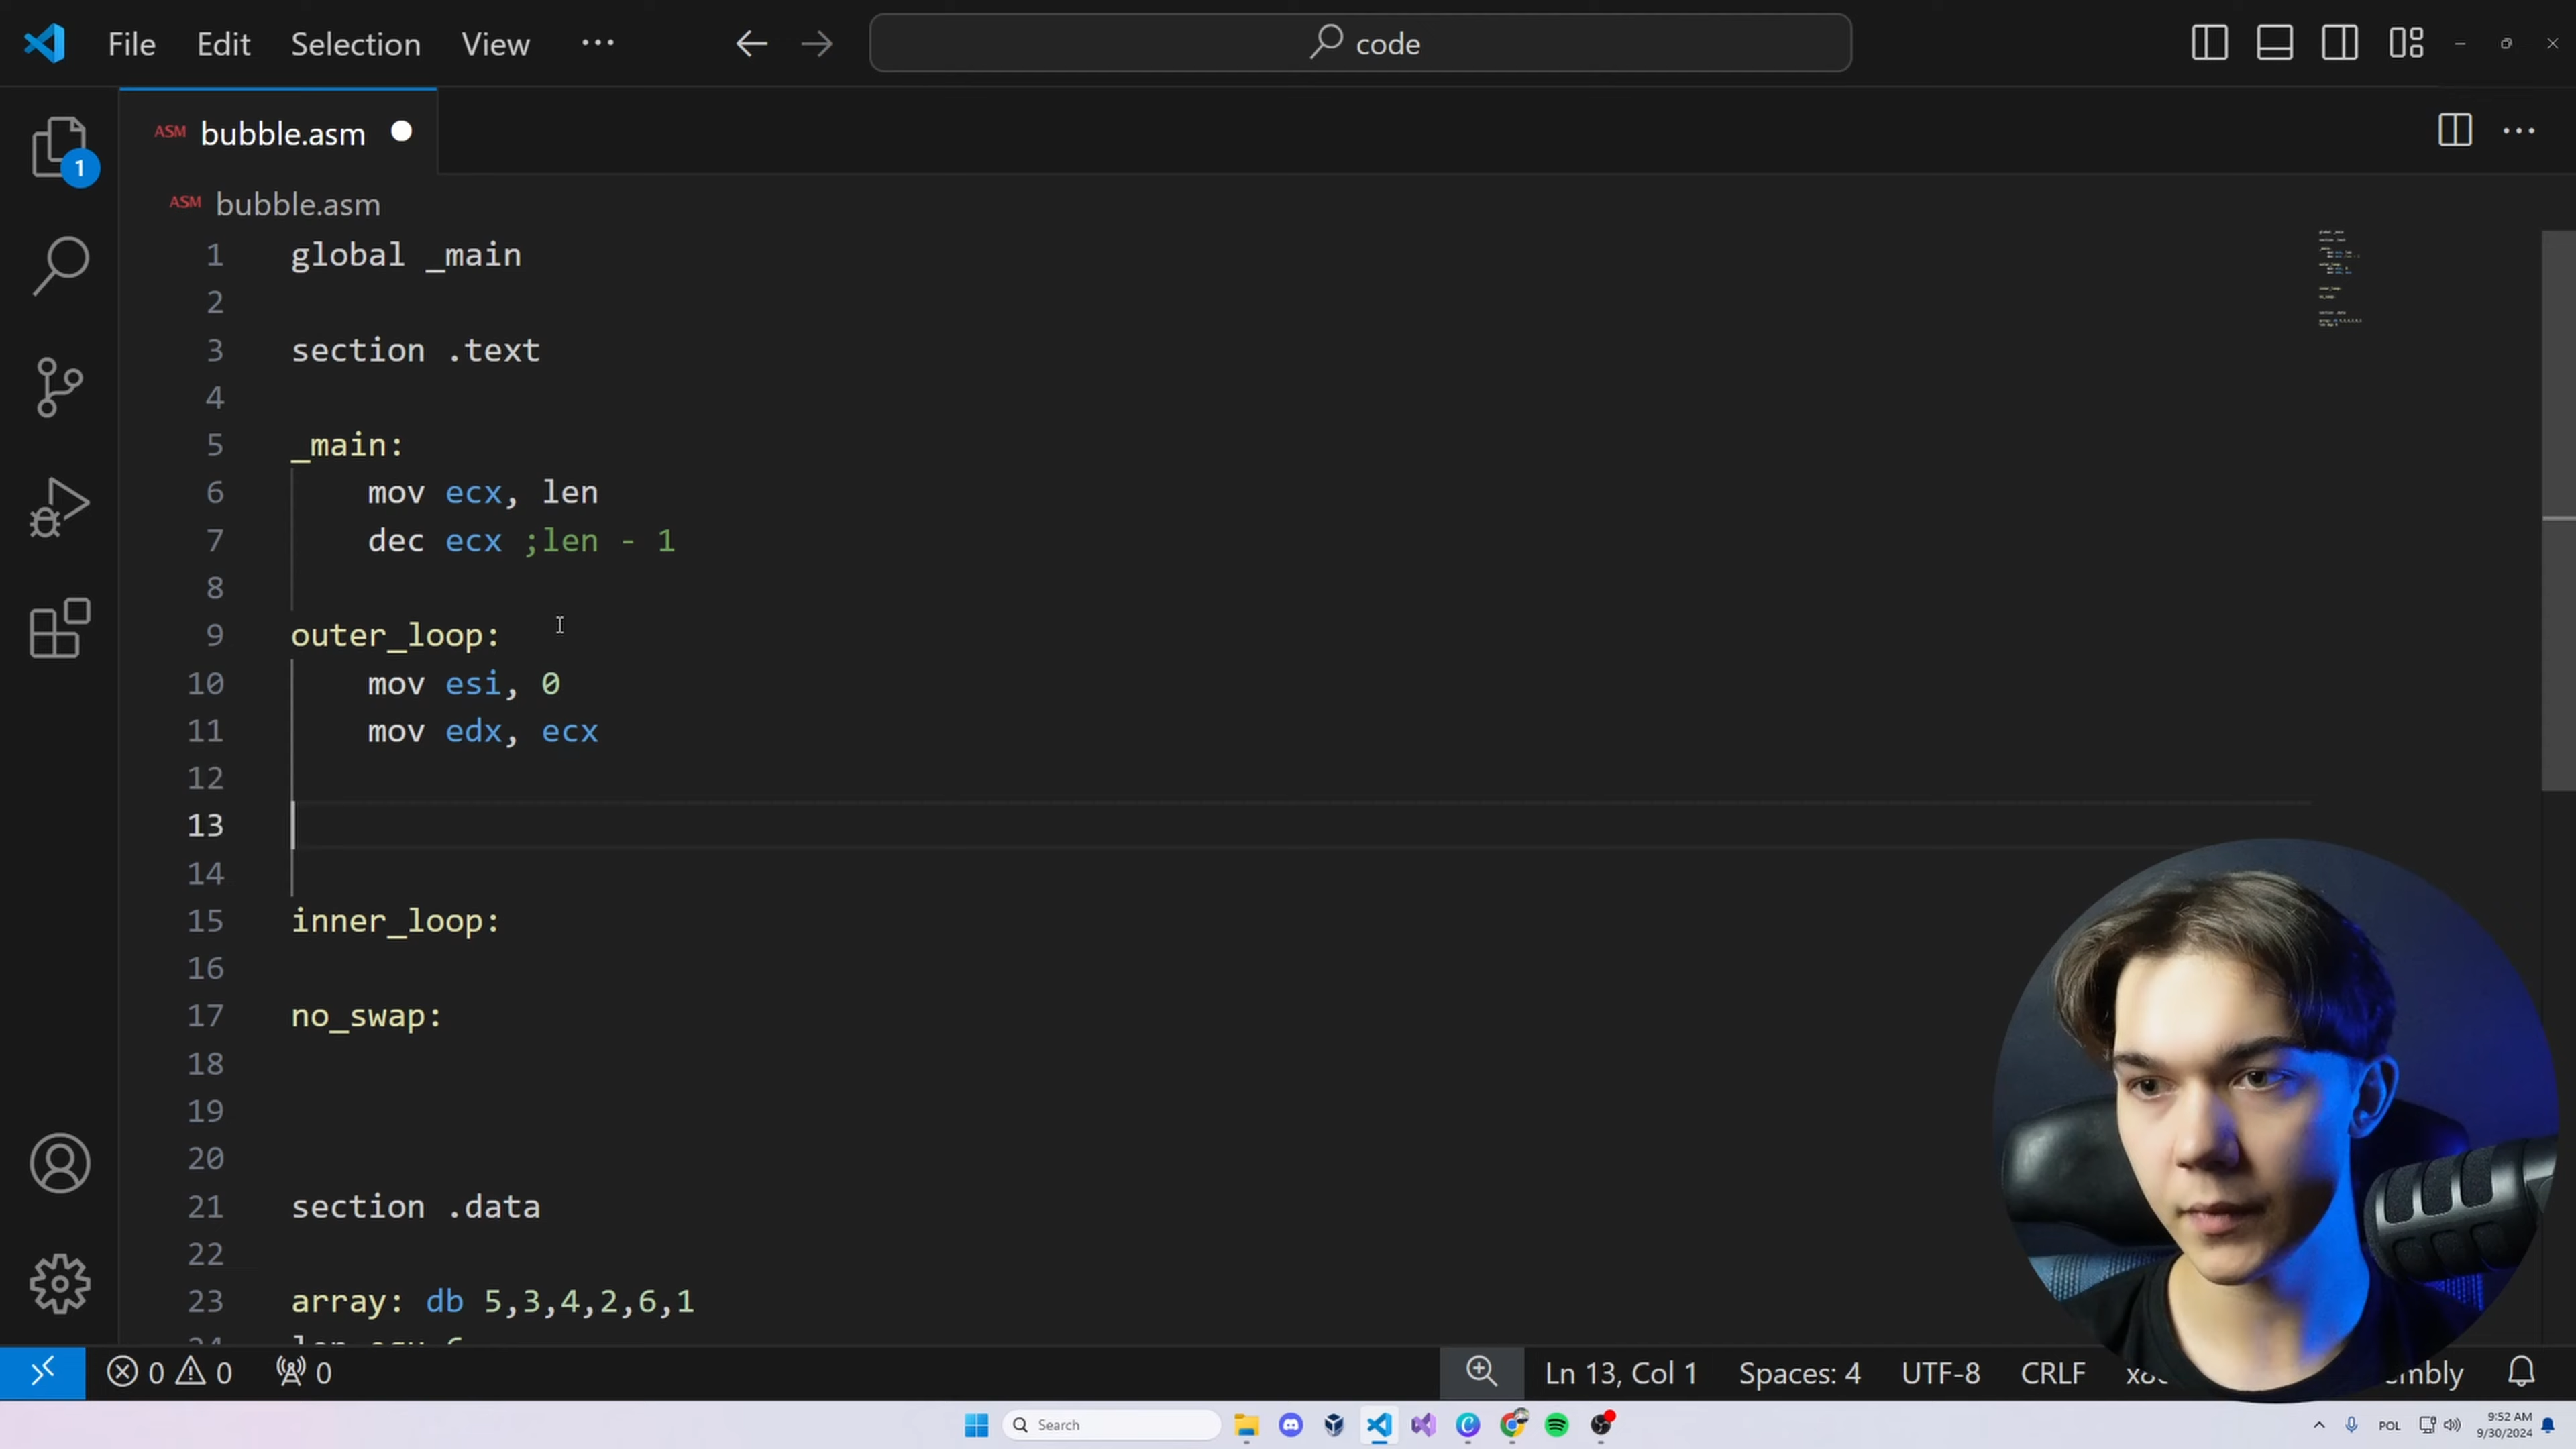 File Edit Selection View ··· code
ASM bubble.asm
ASM bubble.asm
1
1 global _main
2
3 section .text
4
5 _main:
6 mov ecx, len
7 dec ecx ;len - 1
8
9 outer_loop:
10 mov esi, 0
11 mov edx, ecx
12
13
14
15 inner_loop:
16
17 no_swap:
18
19
20
21 section .data
22
23 array: db 5,3,4,2,6,1
0 0 0 Ln 13, Col 1 Spaces: 4 UTF-8 CRLF
Search POL 9:52 AM
9/30/2024